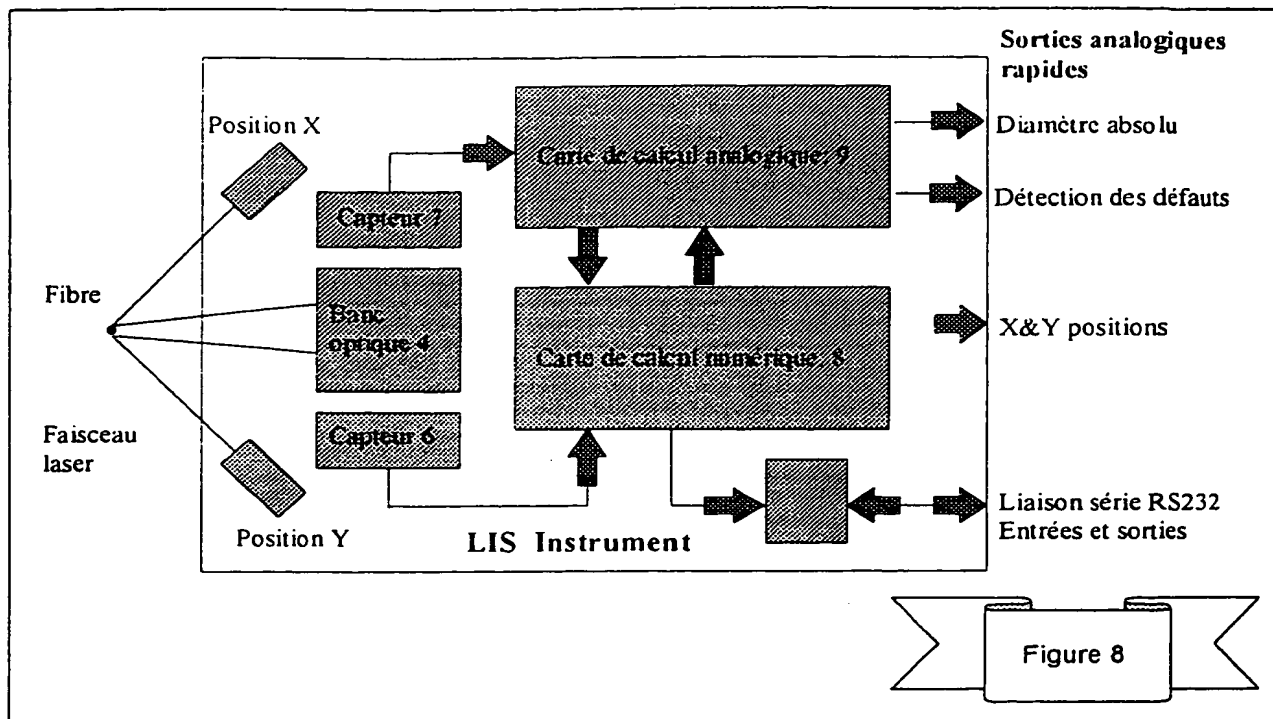 Sorties analogiques
rapides
Position X
Diamètre absolu
Carte de calcul analogique: 9
Détection des défauts
Capteur 7
Fibre
Banc
optique 4
X&Y positions
Carte de calcul numérique: 8
Faisceau
laser
Capteur 6
Position Y
LIS Instrument
Liaison série RS232
Entrées et sorties
Figure 8